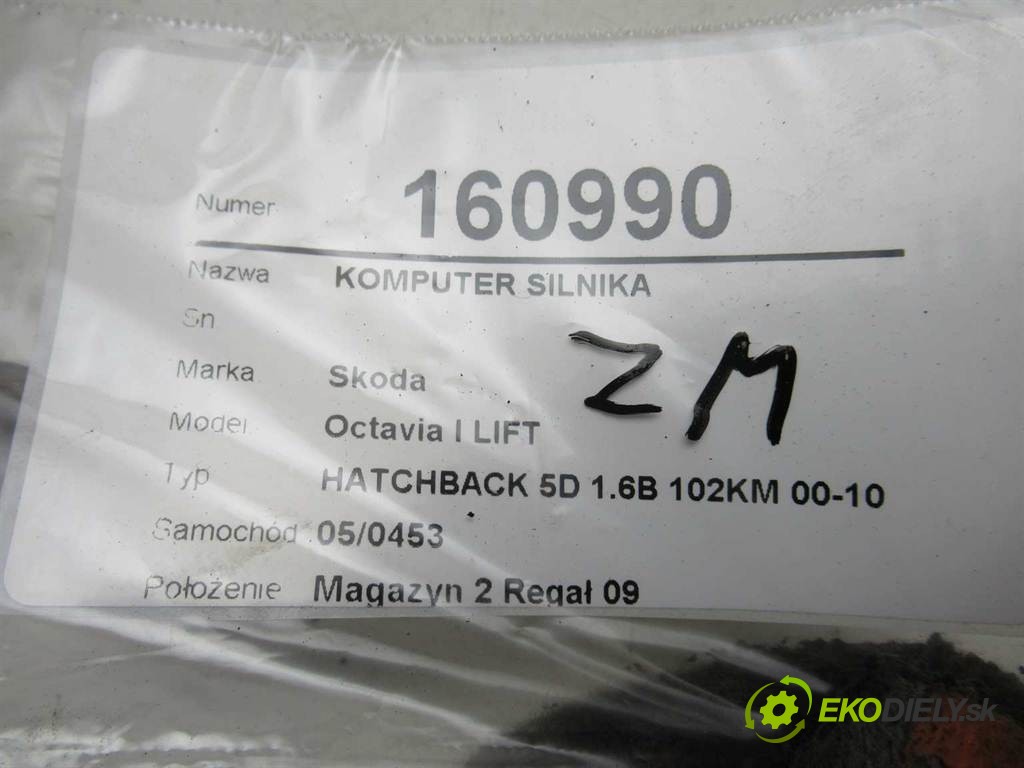 Numer 160990
Nazwa KOMPUTER SILNIKA
Sn
Marka Skoda
ZM
Model Octavia I LIFT
Typ HATCHBACK 5D 1.6B 102KM 00-10
Samochód 05/0453
Położenie Magazyn 2 Regał 09
EKODIELY.sk